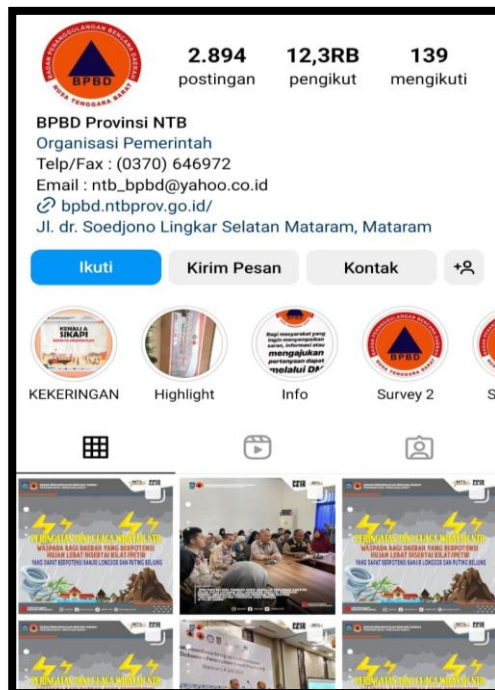 BADAN PENANGGULANGAN BENCANA DAERAH
BPBD
NUSA TENGGARA BARAT
2.894
postingan
12,3RB
pengikut
139
mengikuti
BPBD Provinsi NTB
Organisasi Pemerintah
Telp/Fax : (0370) 646972
Email : ntb_bpbd@yahoo.co.id
bpbd.ntbprov.go.id/
Jl. dr. Soedjono Lingkar Selatan Mataram, Mataram
Ikuti
Kirim Pesan
Kontak
KENALI &
SIKAPI
Bagi masyarakat yang
ingin menyampaikan
saran, informasi atau
mengajukan
pertanyaan dapat
melalui DM
BPBD
KEKERINGAN
Highlight
Info
Survey 2
S
PERINGATAN DINI CUACA WILAYAH NTB
WASPADA BAGI DAERAH YANG BERPOTENSI
HUJAN LEBAT DISERTAI KILAT/PETIR
YANG DAPAT BERPOTENSI BANJIR LONGSOR DAN PUTING BELIUNG
PERINGATAN DINI CUACA WILAYAH NTB
WASPADA BAGI DAERAH YANG BERPOTENSI
HUJAN LEBAT DISERTAI KILAT/PETIR
YANG DAPAT BERPOTENSI BANJIR LONGSOR DAN PUTING BELIUNG
PERINGATAN DINI CUACA WILAYAH NTB
PERINGATAN DINI CUACA WILAYAH NTB